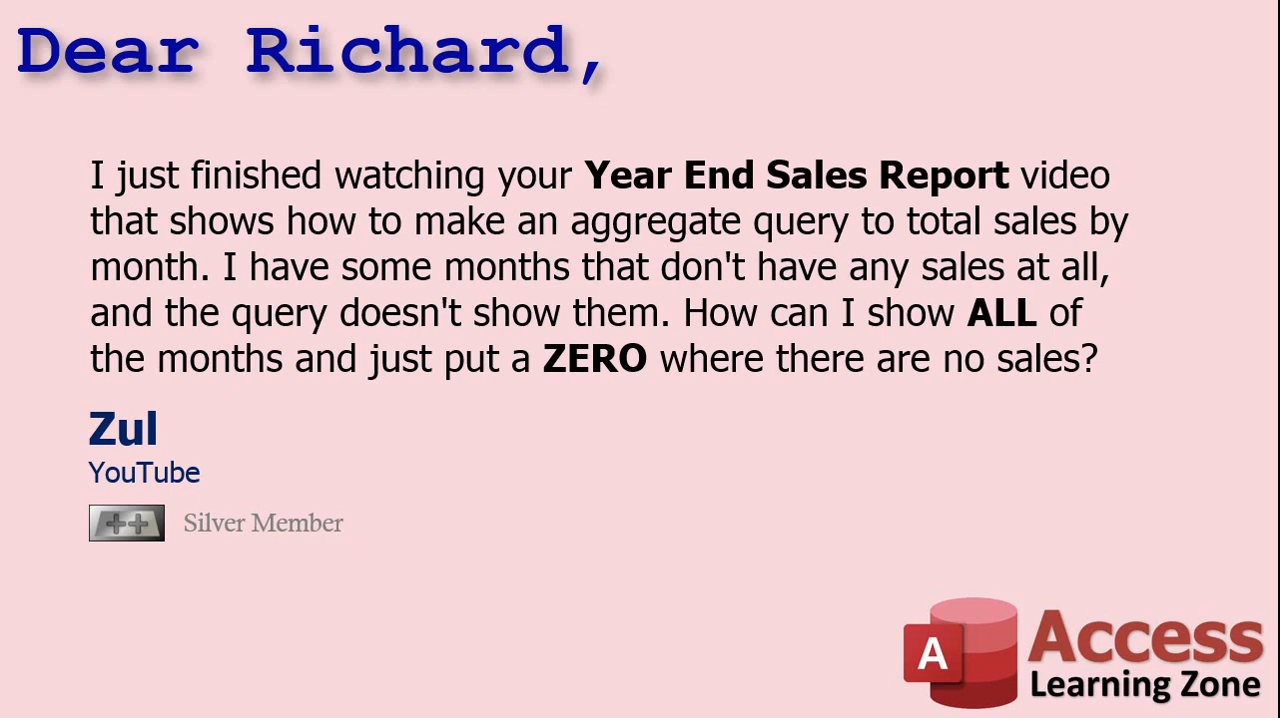 Dear Richard,
I just finished watching your Year End Sales Report video
that shows how to make an aggregate query to total sales by
month. I have some months that don't have any sales at all,
and the query doesn't show them. How can I show ALL of
the months and just put a ZERO where there are no sales?
Zul
YouTube
++ Silver Member
A Access
Learning Zone